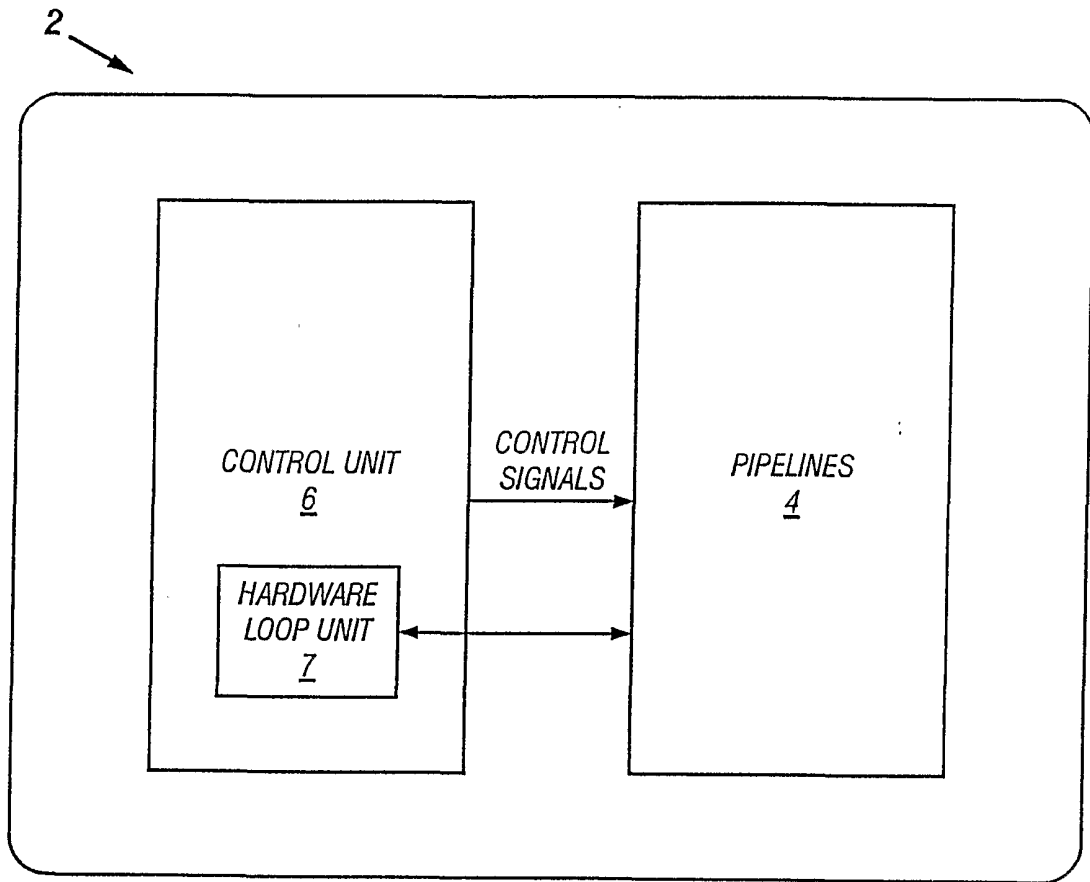 2
CONTROL UNIT
6
CONTROL
SIGNALS
PIPELINES
4
HARDWARE
LOOP UNIT
7